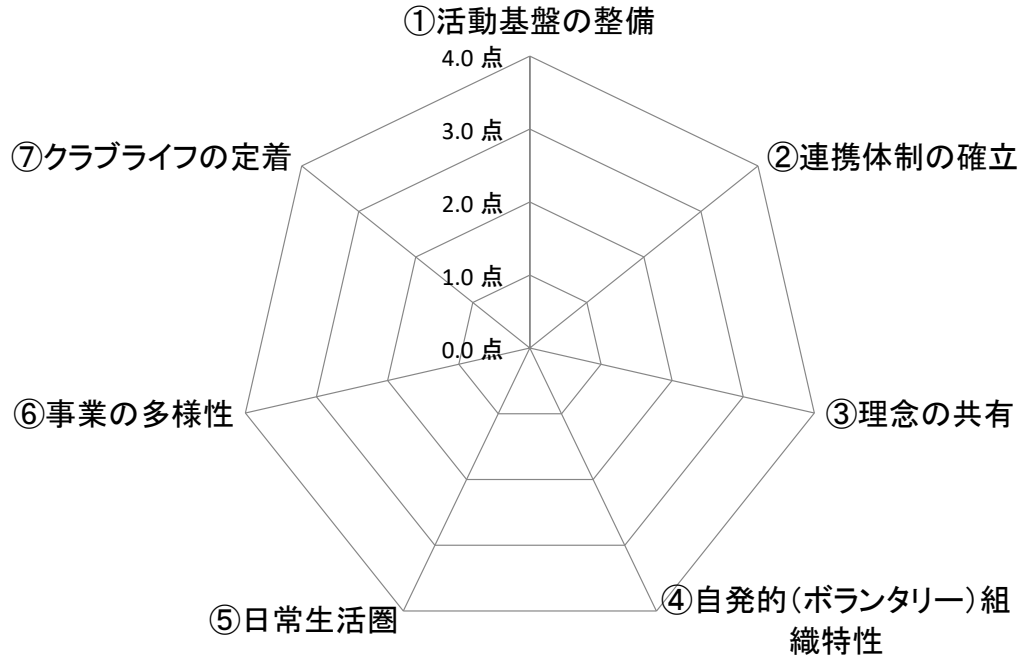 ①活動基盤の整備
4.0 点
3.0 点
2.0 点
1.0 点
0.0 点
②連携体制の確立
③理念の共有
④自発的(ボランタリー)組
織特性
⑤日常生活圏
⑥事業の多様性
⑦クラブライフの定着